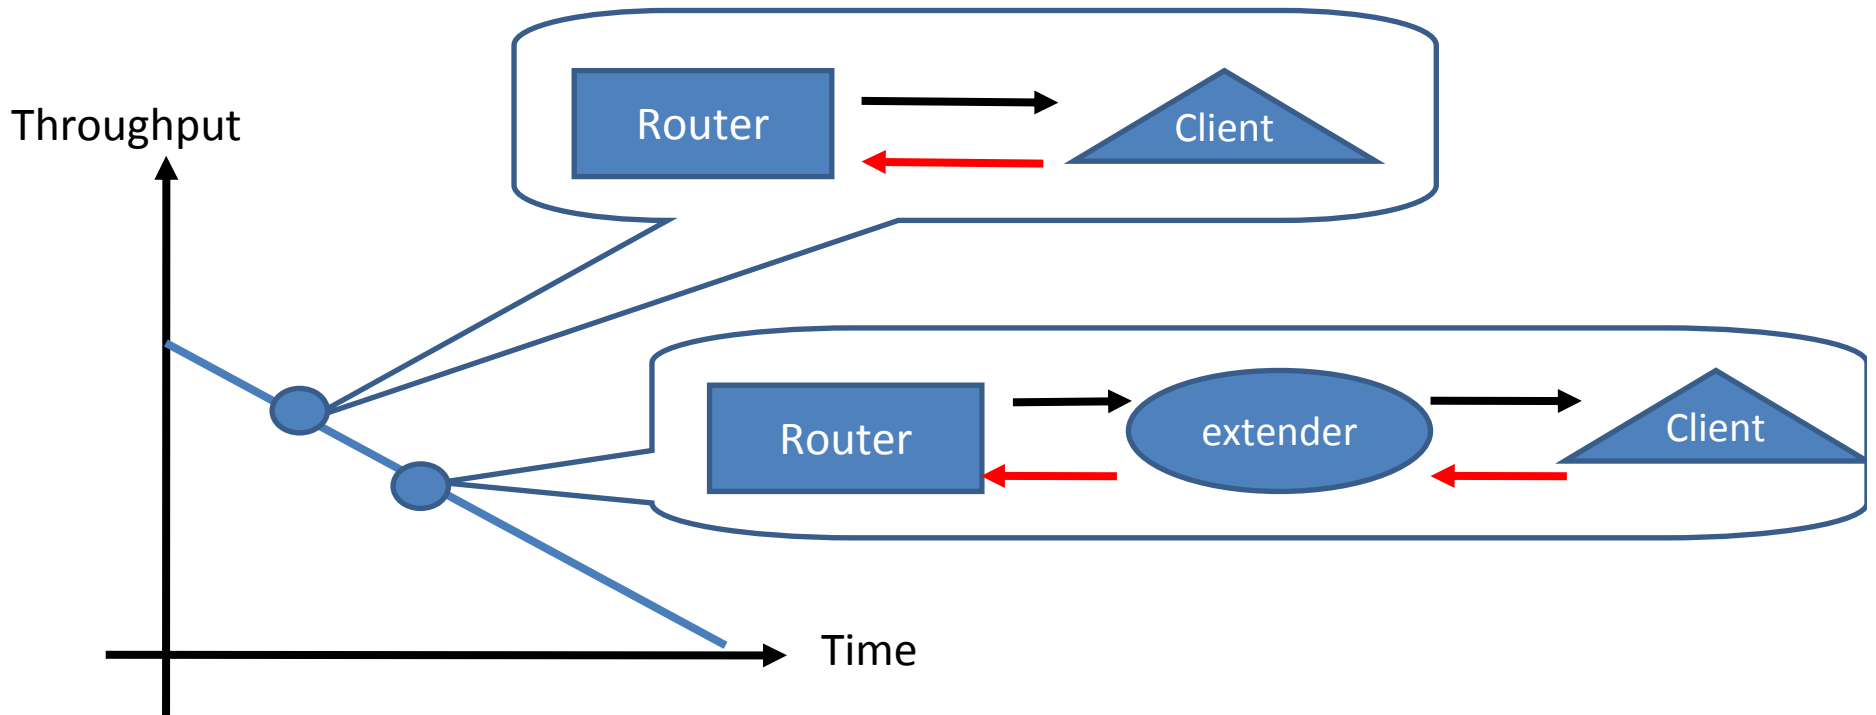 Throughput
Router
Client
Router
extender
Client
Time